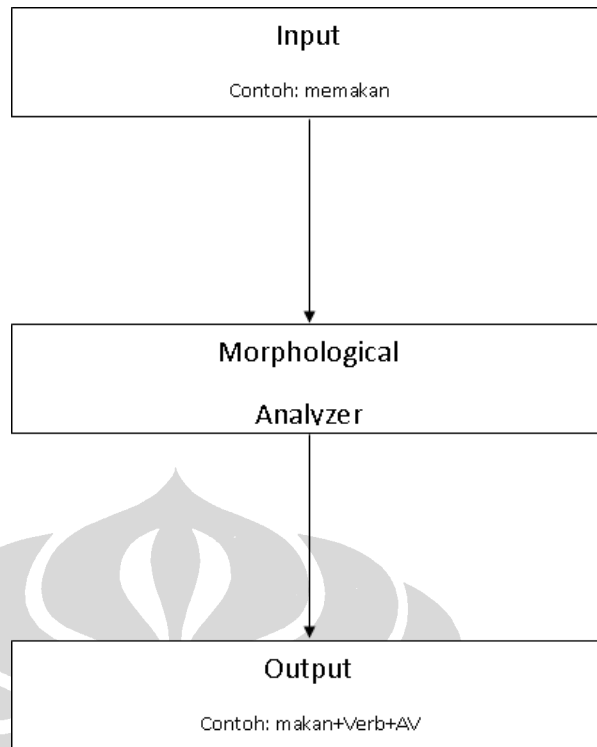 Input
Contoh: memakan
Morphological
Analyzer
Output
Contoh: makan+Verb+AV